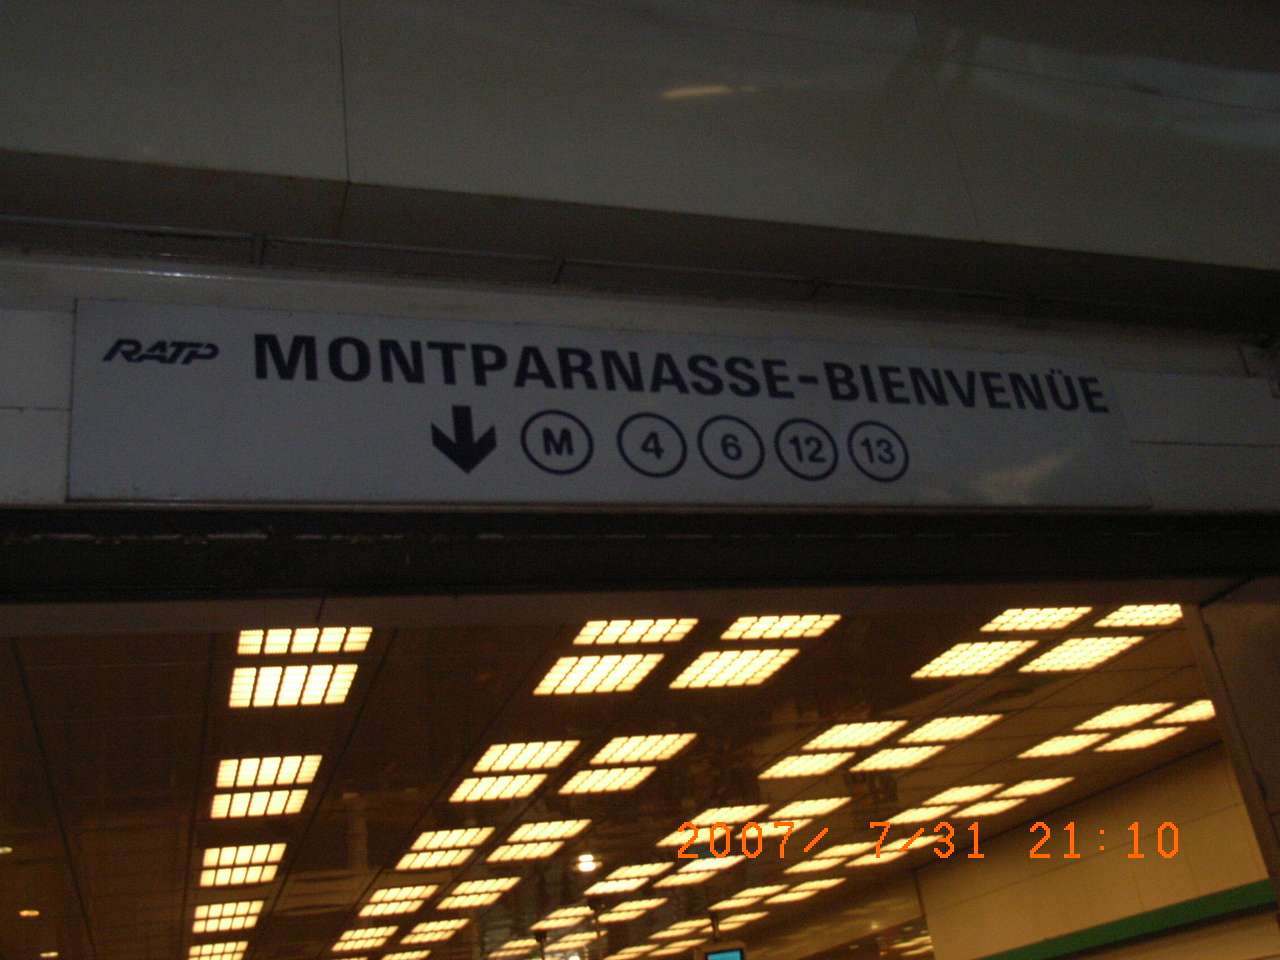 RATP MONTPARNASSE-BIENVENÜE
M 4 6 12 13
2007/ 7/31 21:10